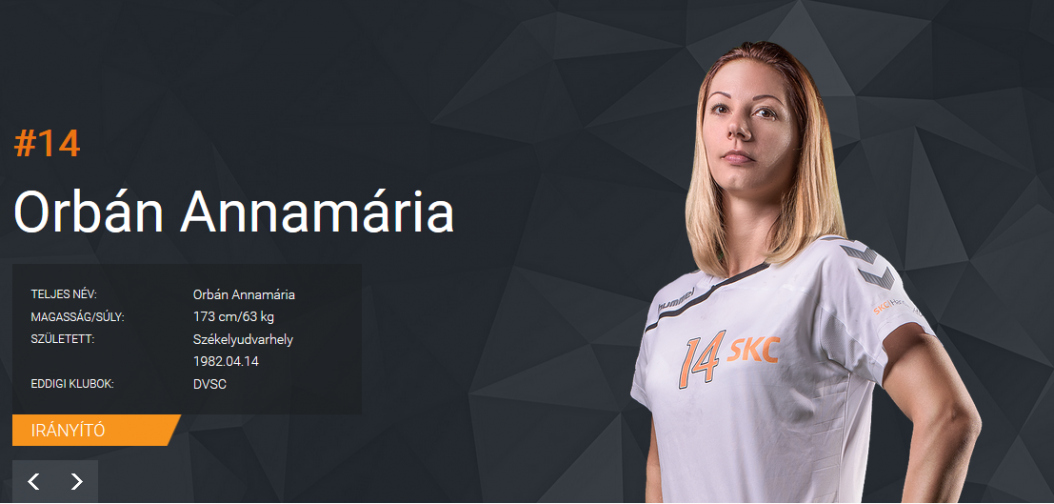 #14
Orbán Annamária
TELJES NÉV: Orbán Annamária
MAGASSÁG/SÚLY: 173 cm/63 kg
SZÜLETETT: Székelyudvarhely
1982.04.14
EDDIGI KLUBOK: DVSC
IRÁNYÍTÓ
hummel
14 SKC